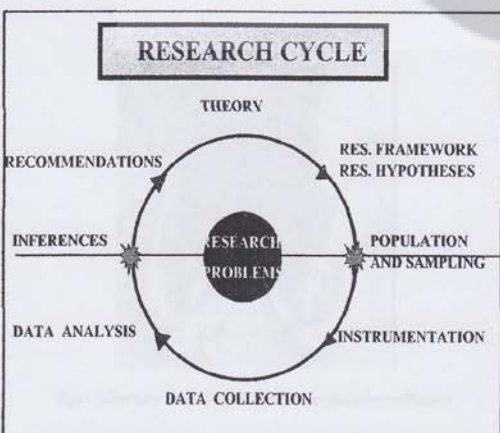 RESEARCH CYCLE
THEORY
RES. FRAMEWORK
RES. HYPOTHESES
RECOMMENDATIONS
INFERENCES
RESEARCH
PROBLEMS
POPULATION
AND SAMPLING
DATA ANALYSIS
INSTRUMENTATION
DATA COLLECTION